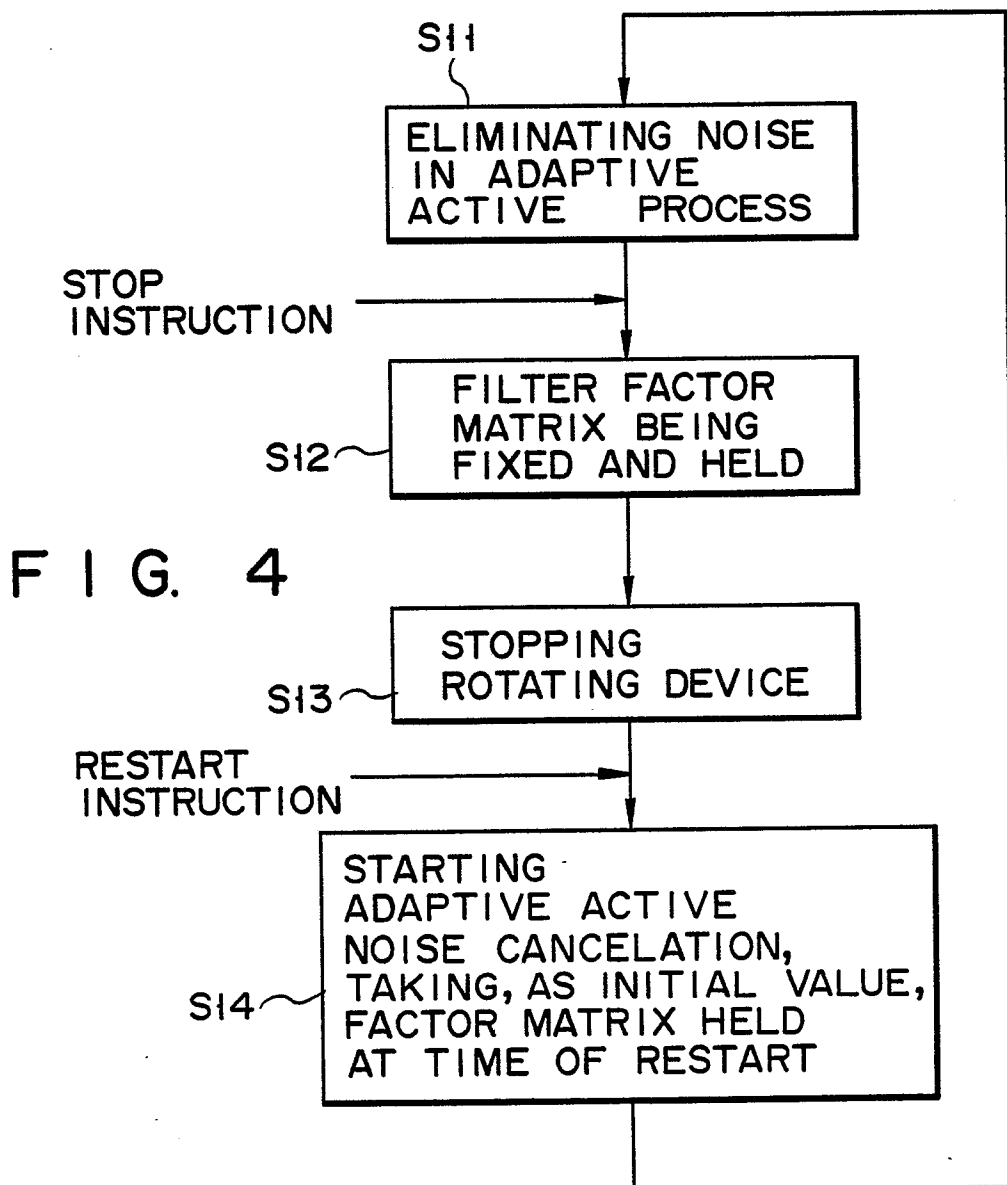 S11
ELIMINATING NOISE
IN ADAPTIVE
ACTIVE PROCESS
STOP
INSTRUCTION
FILTER FACTOR
MATRIX BEING
FIXED AND HELD
S12
FIG. 4
STOPPING
ROTATING DEVICE
S13
RESTART
INSTRUCTION
STARTING
ADAPTIVE ACTIVE
NOISE CANCELATION,
TAKING, AS INITIAL VALUE,
FACTOR MATRIX HELD
AT TIME OF RESTART
S14